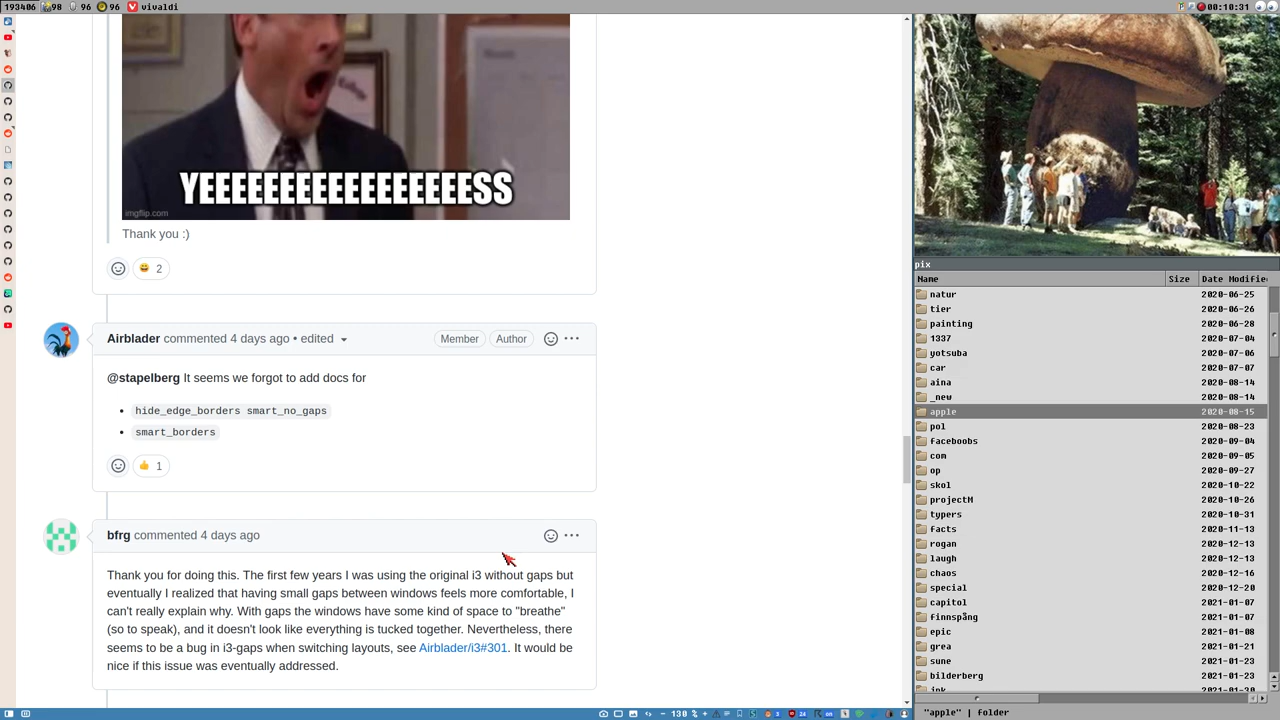 193406 98 96 96 vivaldi 00:10:31
YEEEEEEEEEEEEEEEEESS
imgflip.com
Thank you :)
2
Airblader commented 4 days ago • edited Member Author
@stapelberg It seems we forgot to add docs for
• hide_edge_borders smart_no_gaps
• smart_borders
1
bfrg commented 4 days ago
Thank you for doing this. The first few years I was using the original i3 without gaps but
eventually I realized that having small gaps between windows feels more comfortable, I
can't really explain why. With gaps the windows have some kind of space to "breathe"
(so to speak), and it doesn't look like everything is tucked together. Nevertheless, there
seems to be a bug in i3-gaps when switching layouts, see Airblader/i3#301. It would be
nice if this issue was eventually addressed.
- 130 % +
pix
Name Size Date Modifie
natur 2020-06-25
tier 2020-06-26
painting 2020-06-28
1337 2020-07-04
yotsuba 2020-07-06
car 2020-07-07
aina 2020-08-14
_new 2020-08-14
apple 2020-08-15
pol 2020-08-23
faceboobs 2020-09-04
com 2020-09-05
op 2020-09-27
skol 2020-10-22
projectM 2020-10-26
typers 2020-10-31
facts 2020-11-13
rogan 2020-12-13
laugh 2020-12-13
chaos 2020-12-16
special 2020-12-20
capitol 2021-01-07
finnspång 2021-01-07
epic 2021-01-08
grea 2021-01-21
sune 2021-01-23
bilderberg 2021-01-23
ink 2021-01-30
"apple" | folder